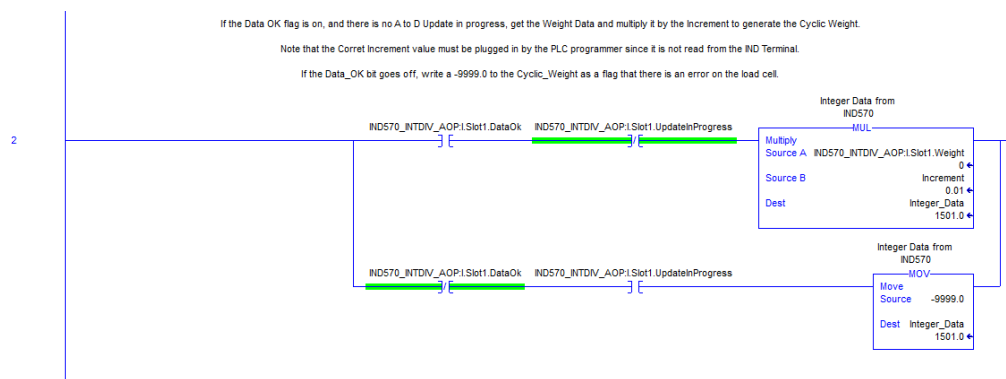 If the Data OK flag is on, and there is no A to D Update in progress, get the Weight Data and multiply it by the Increment to generate the Cyclic Weight.
Note that the Corret Increment value must be plugged in by the PLC programmer since it is not read from the IND Terminal.
If the Data_OK bit goes off, write a -9999.0 to the Cyclic_Weight as a flag that there is an error on the load cell.
Integer Data from
IND570
2
IND570_INTDIV_AOP:I.Slot1.DataOk IND570_INTDIV_AOP:I.Slot1.UpdateInProgress
MUL
Multiply
Source A IND570_INTDIV_AOP:I.Slot1.Weight
0
Source B Increment
0.01
Dest Integer_Data
1501.0
Integer Data from
IND570
IND570_INTDIV_AOP:I.Slot1.DataOk IND570_INTDIV_AOP:I.Slot1.UpdateInProgress
MOV
Move
Source -9999.0
Dest Integer_Data
1501.0